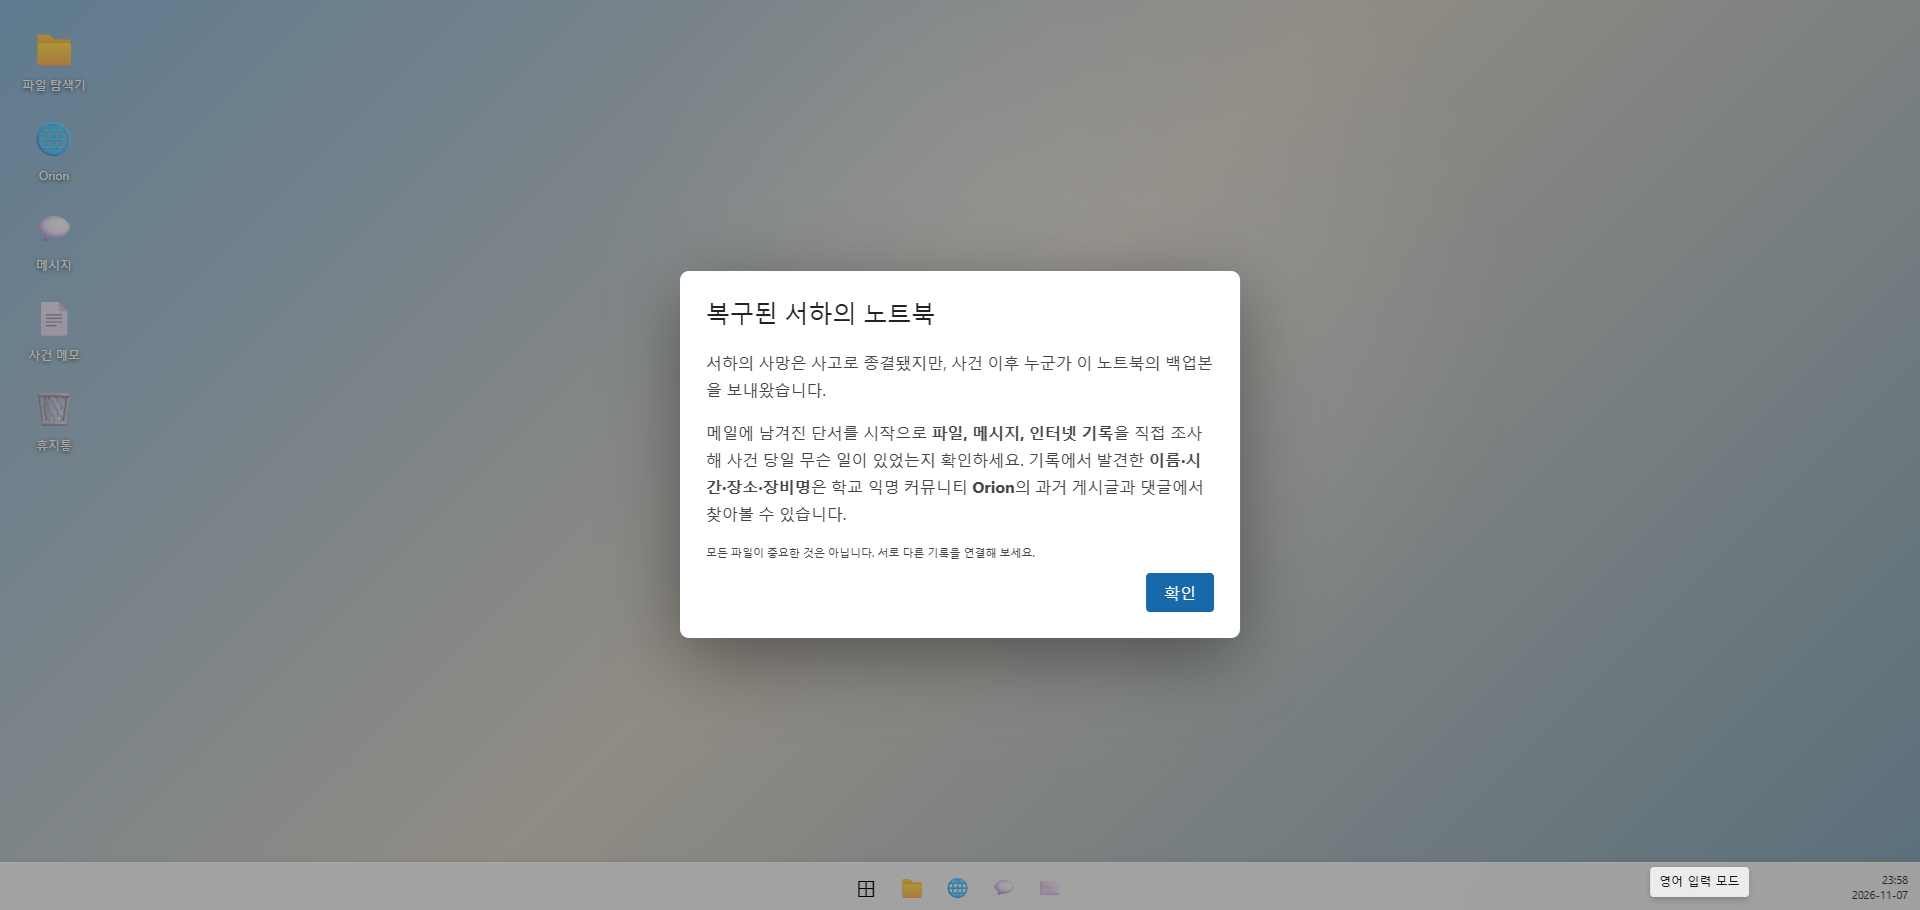 파일 탐색기
Orion
메시지
사건 메모
휴지통
복구된 서하의 노트북
서하의 사망은 사고로 종결됐지만, 사건 이후 누군가 이 노트북의 백업본
을 보내왔습니다.
메일에 남겨진 단서를 시작으로 파일, 메시지, 인터넷 기록을 직접 조사
해 사건 당일 무슨 일이 있었는지 확인하세요. 기록에서 발견한 이름·시
간·장소·장비명은 학교 익명 커뮤니티 Orion의 과거 게시글과 댓글에서
찾아볼 수 있습니다.
모든 파일이 중요한 것은 아닙니다. 서로 다른 기록을 연결해 보세요.
확인
영어 입력 모드
23:58
2026-11-07